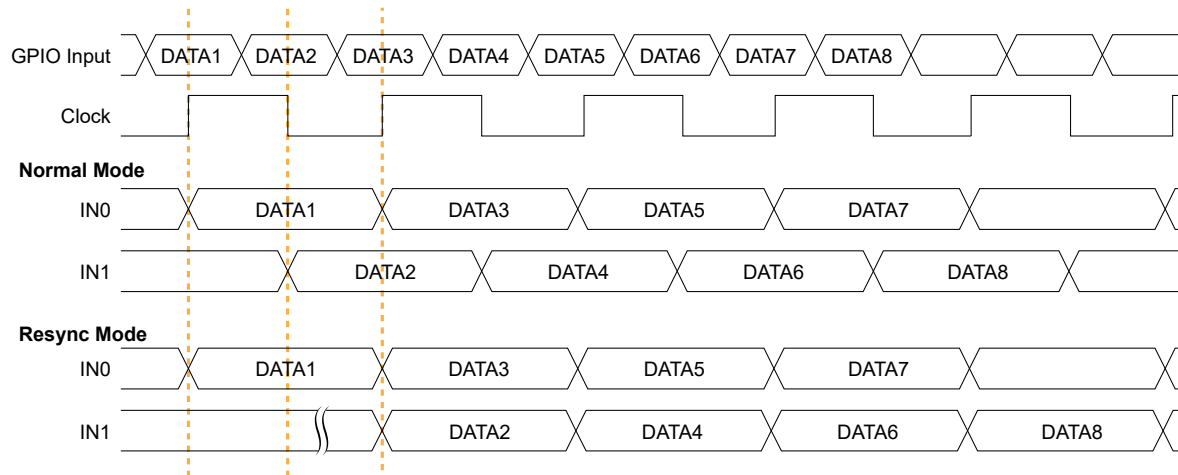 GPIO Input DATA1 DATA2 DATA3 DATA4 DATA5 DATA6 DATA7 DATA8
Clock
Normal Mode
IN0 DATA1 DATA3 DATA5 DATA7
IN1 DATA2 DATA4 DATA6 DATA8
Resync Mode
IN0 DATA1 DATA3 DATA5 DATA7
IN1 DATA2 DATA4 DATA6 DATA8